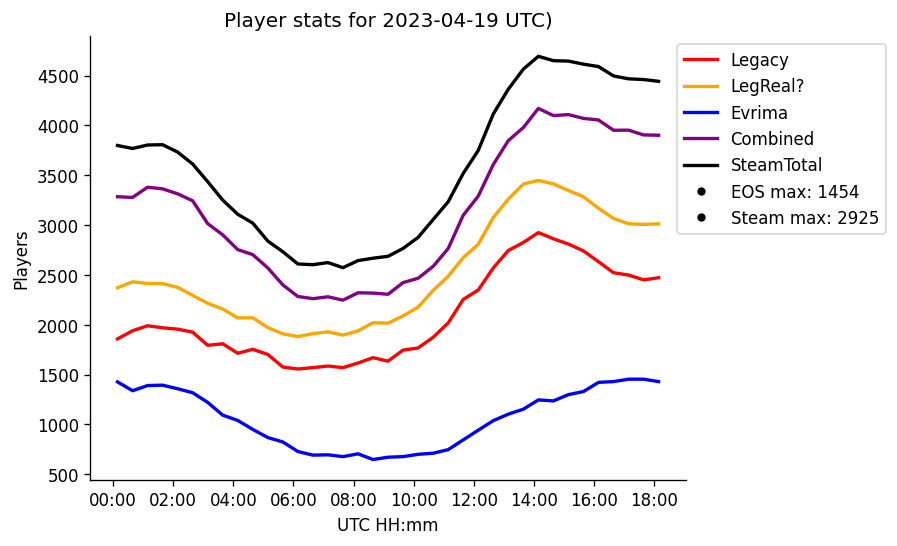 Player stats for 2023-04-19 UTC)
Players
4500
4000
3500
3000
2500
2000
1500
1000
500
00:00 02:00 04:00 06:00 08:00 10:00 12:00 14:00 16:00 18:00
UTC HH:mm
Legacy
LegReal?
Evrima
Combined
SteamTotal
EOS max: 1454
Steam max: 2925